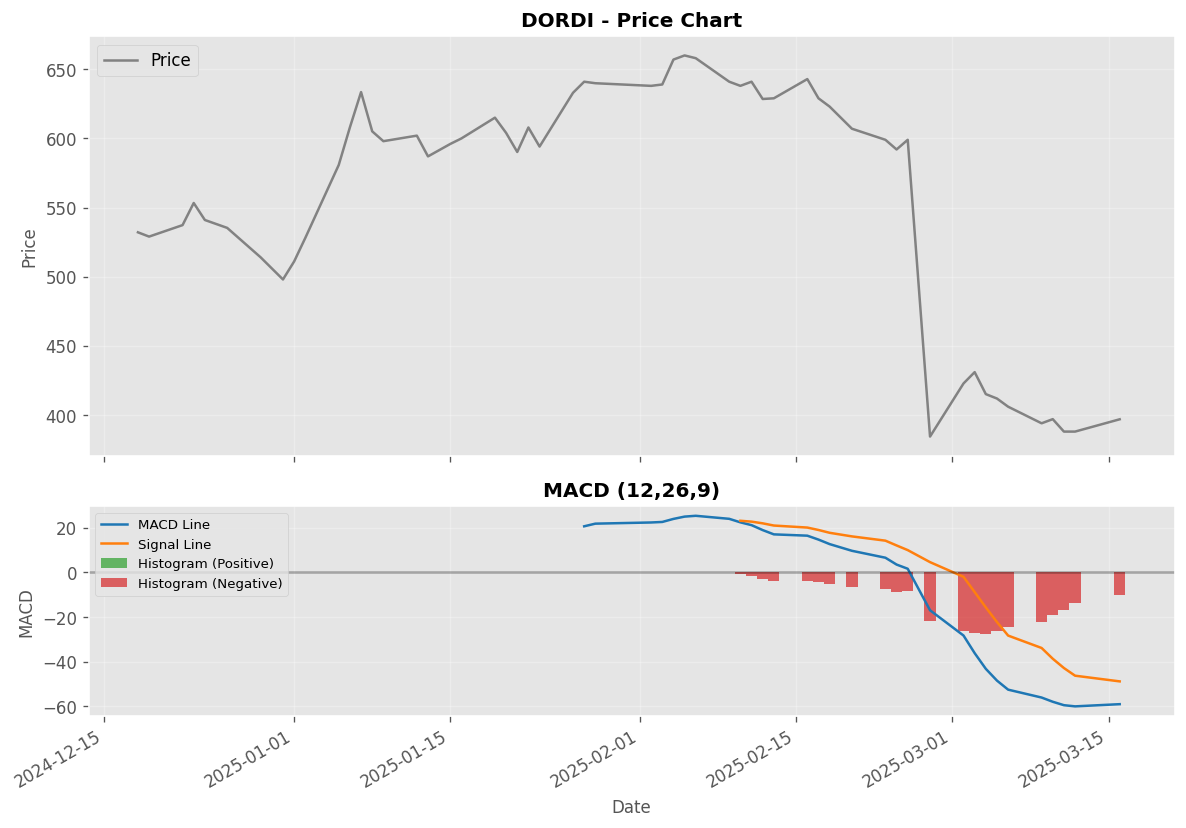 DORDI - Price Chart
Price
650
600
550
500
450
400
Price
MACD (12,26,9)
MACD Line
Signal Line
Histogram (Positive)
Histogram (Negative)
20
0
−20
−40
−60
MACD
2024-12-15
2025-01-01
2025-01-15
2025-02-01
2025-02-15
2025-03-01
2025-03-15
Date